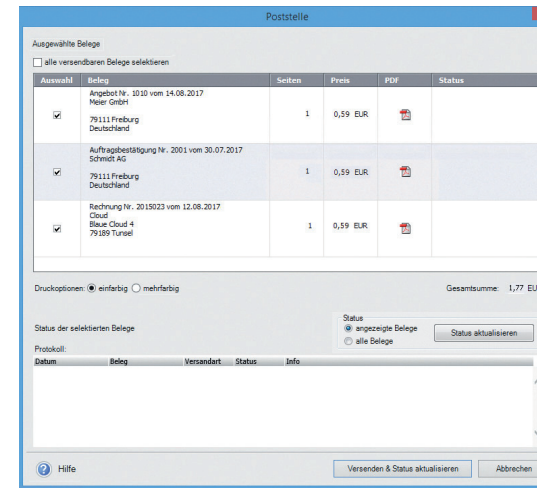 Poststelle
Ausgewählte Belege
alle versendbaren Belege selektieren
Auswahl Beleg Seiten Preis PDF Status
Angebot Nr. 1010 vom 14.08.2017
Meier GmbH
79111 Freiburg
Deutschland
1 0,59 EUR
Auftragsbestätigung Nr. 2001 vom 30.07.2017
Schmidt AG
79111 Freiburg
Deutschland
1 0,59 EUR
Rechnung Nr. 2015023 vom 12.08.2017
Cloud
Blaue Cloud 4
79189 Tunsel
1 0,59 EUR
Druckoptionen: einfarbig mehrfarbig
Gesamtsumme: 1,77 EU
Status der selektierten Belege
Status
angezeigte Belege
alle Belege
Status aktualisieren
Protokoll:
Datum Beleg Versandart Status Info
Hilfe
Versenden & Status aktualisieren
Abbrechen